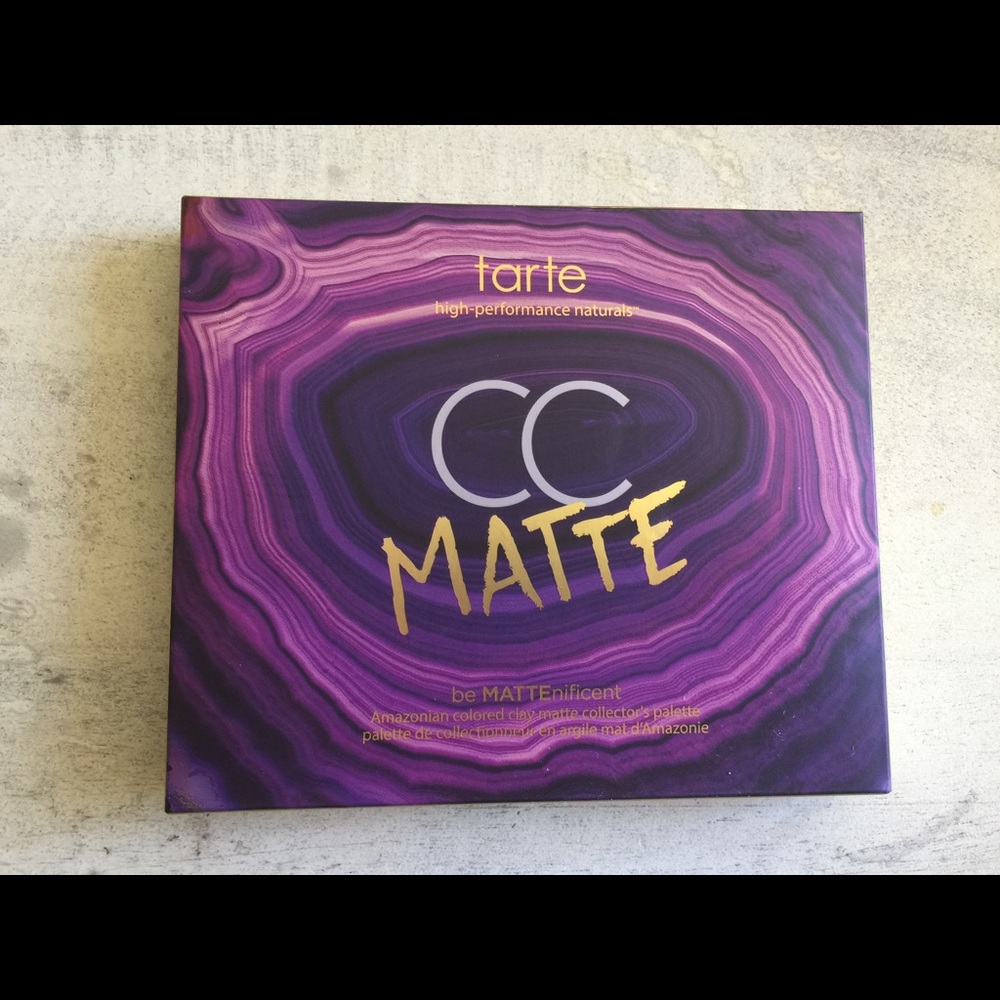 tarte
high-performance naturals™
CC
MATTE
be MATTEnificent
Amazonian colored clay matte collector's palette
palette de collectionneur en argile mat d'Amazonie